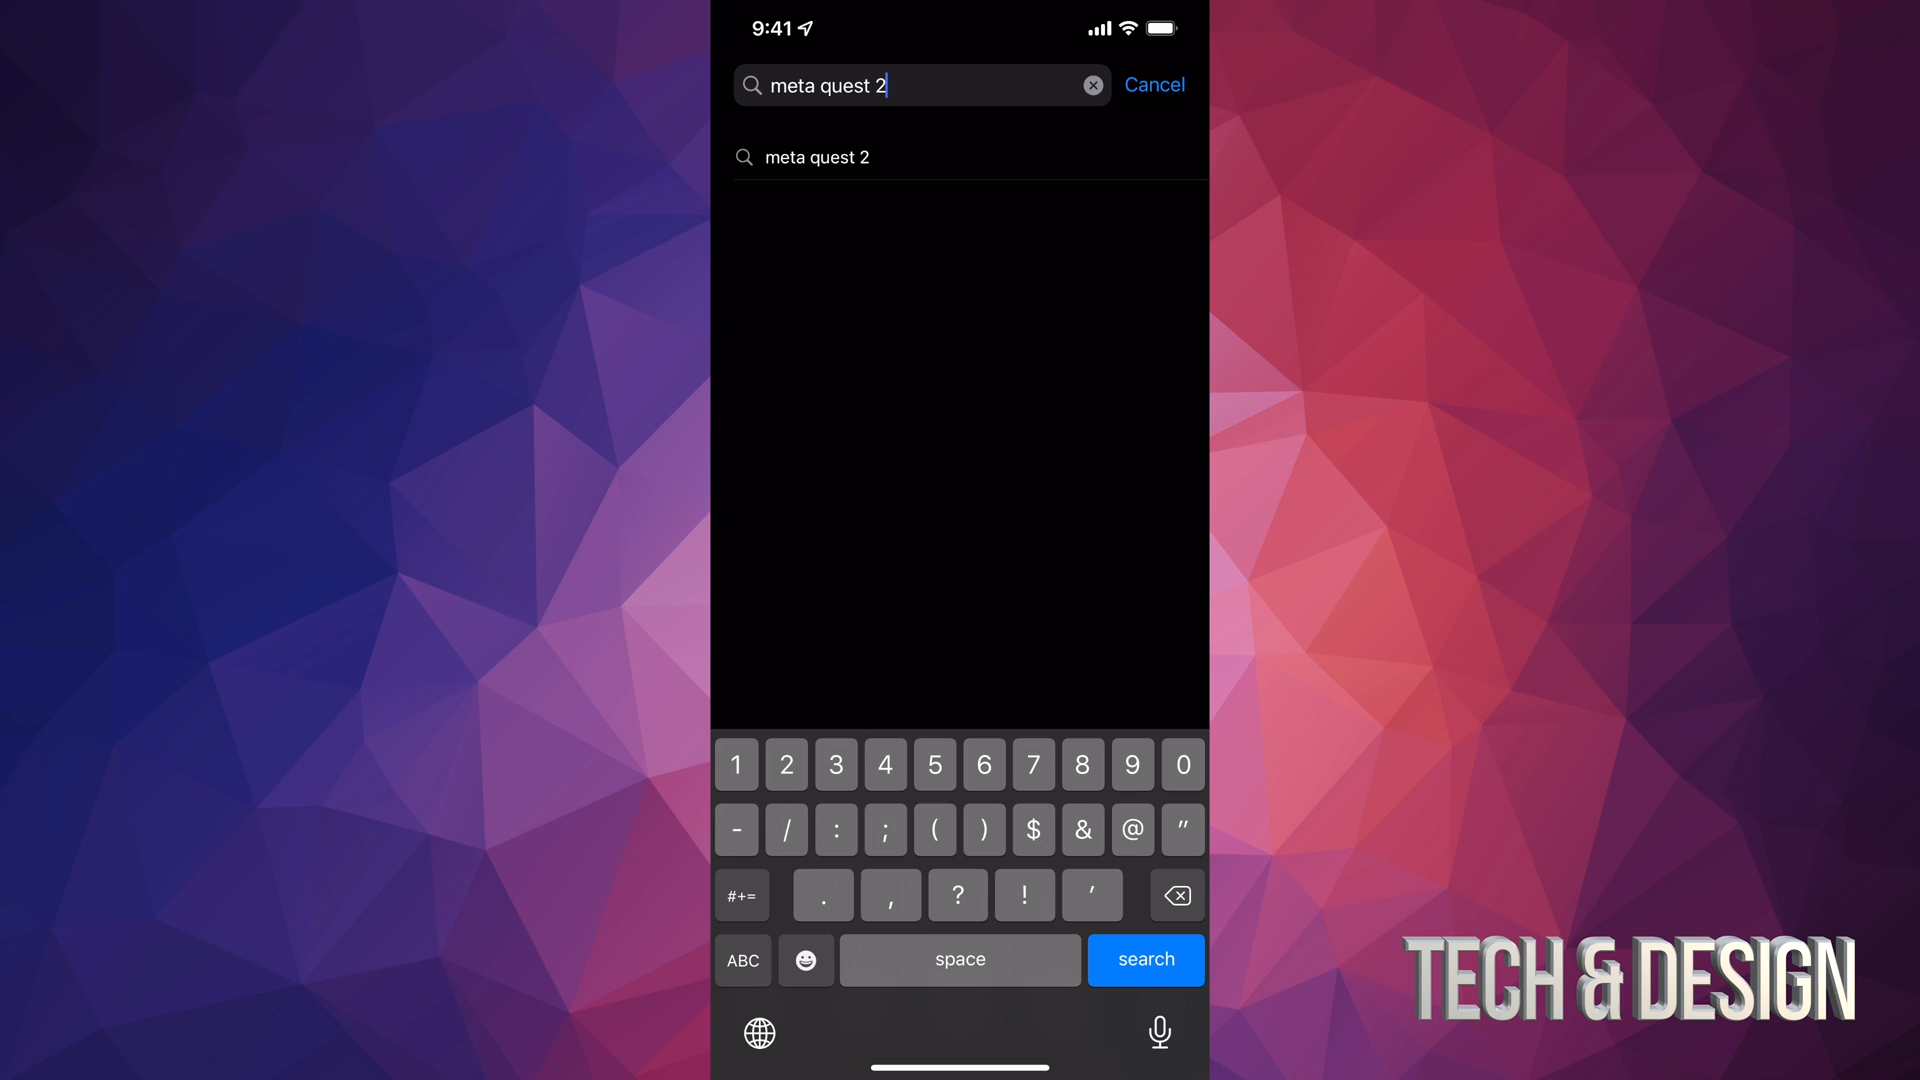 9:41
meta quest 2
Cancel
meta quest 2
1 2 3 4 5 6 7 8 9 0
- / : ; ( ) $ & @ "
#+= . , ? ! '
ABC space search
TECH & DESIGN